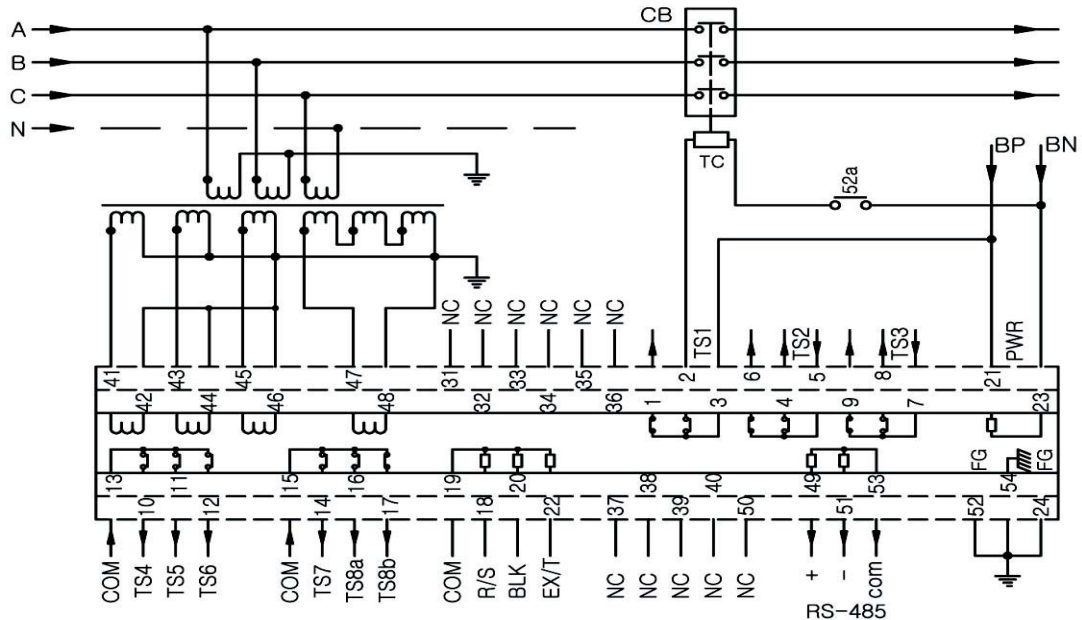 CB
A
B
C
N
TC
52a
BP BN
NC NC NC NC NC NC
TS1 TS2 TS3 PWR
41 43 45 47 31 33 35 2 6 5 8 21
42 44 46 48 32 34 36 1 3 4 9 7 23
FG FG
13 11 15 16 19 20 38 40 49 53 54
10 12 14 17 18 22 37 39 50 51 52 24
COM TS4 TS5 TS6 COM TS7 TS8a TS8b COM R/S BLK EX/T NC NC NC NC NC + - com
RS-485